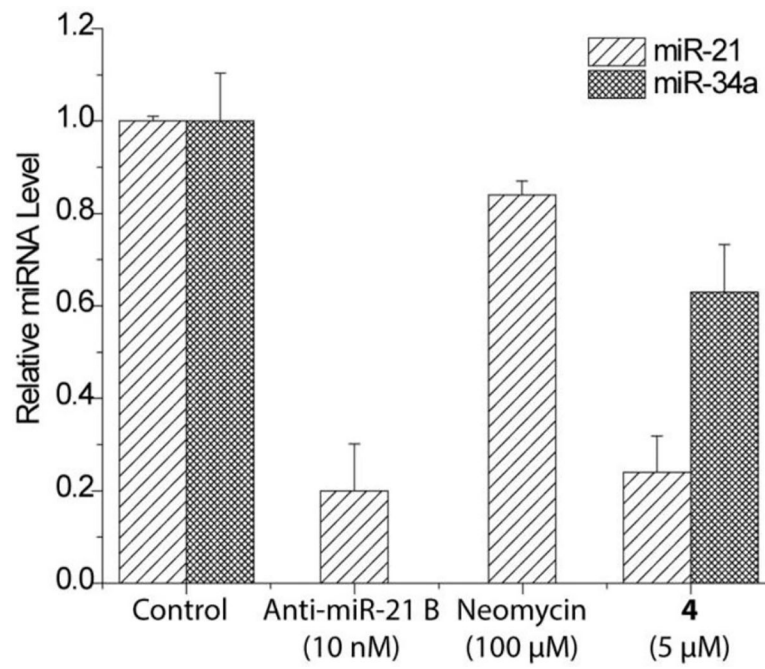 1.2
miR-21
miR-34a
1.0
0.8
0.6
0.4
0.2
0.0
Relative miRNA Level
Control Anti-miR-21 B Neomycin 4
(10 nM) (100 μM) (5 μM)